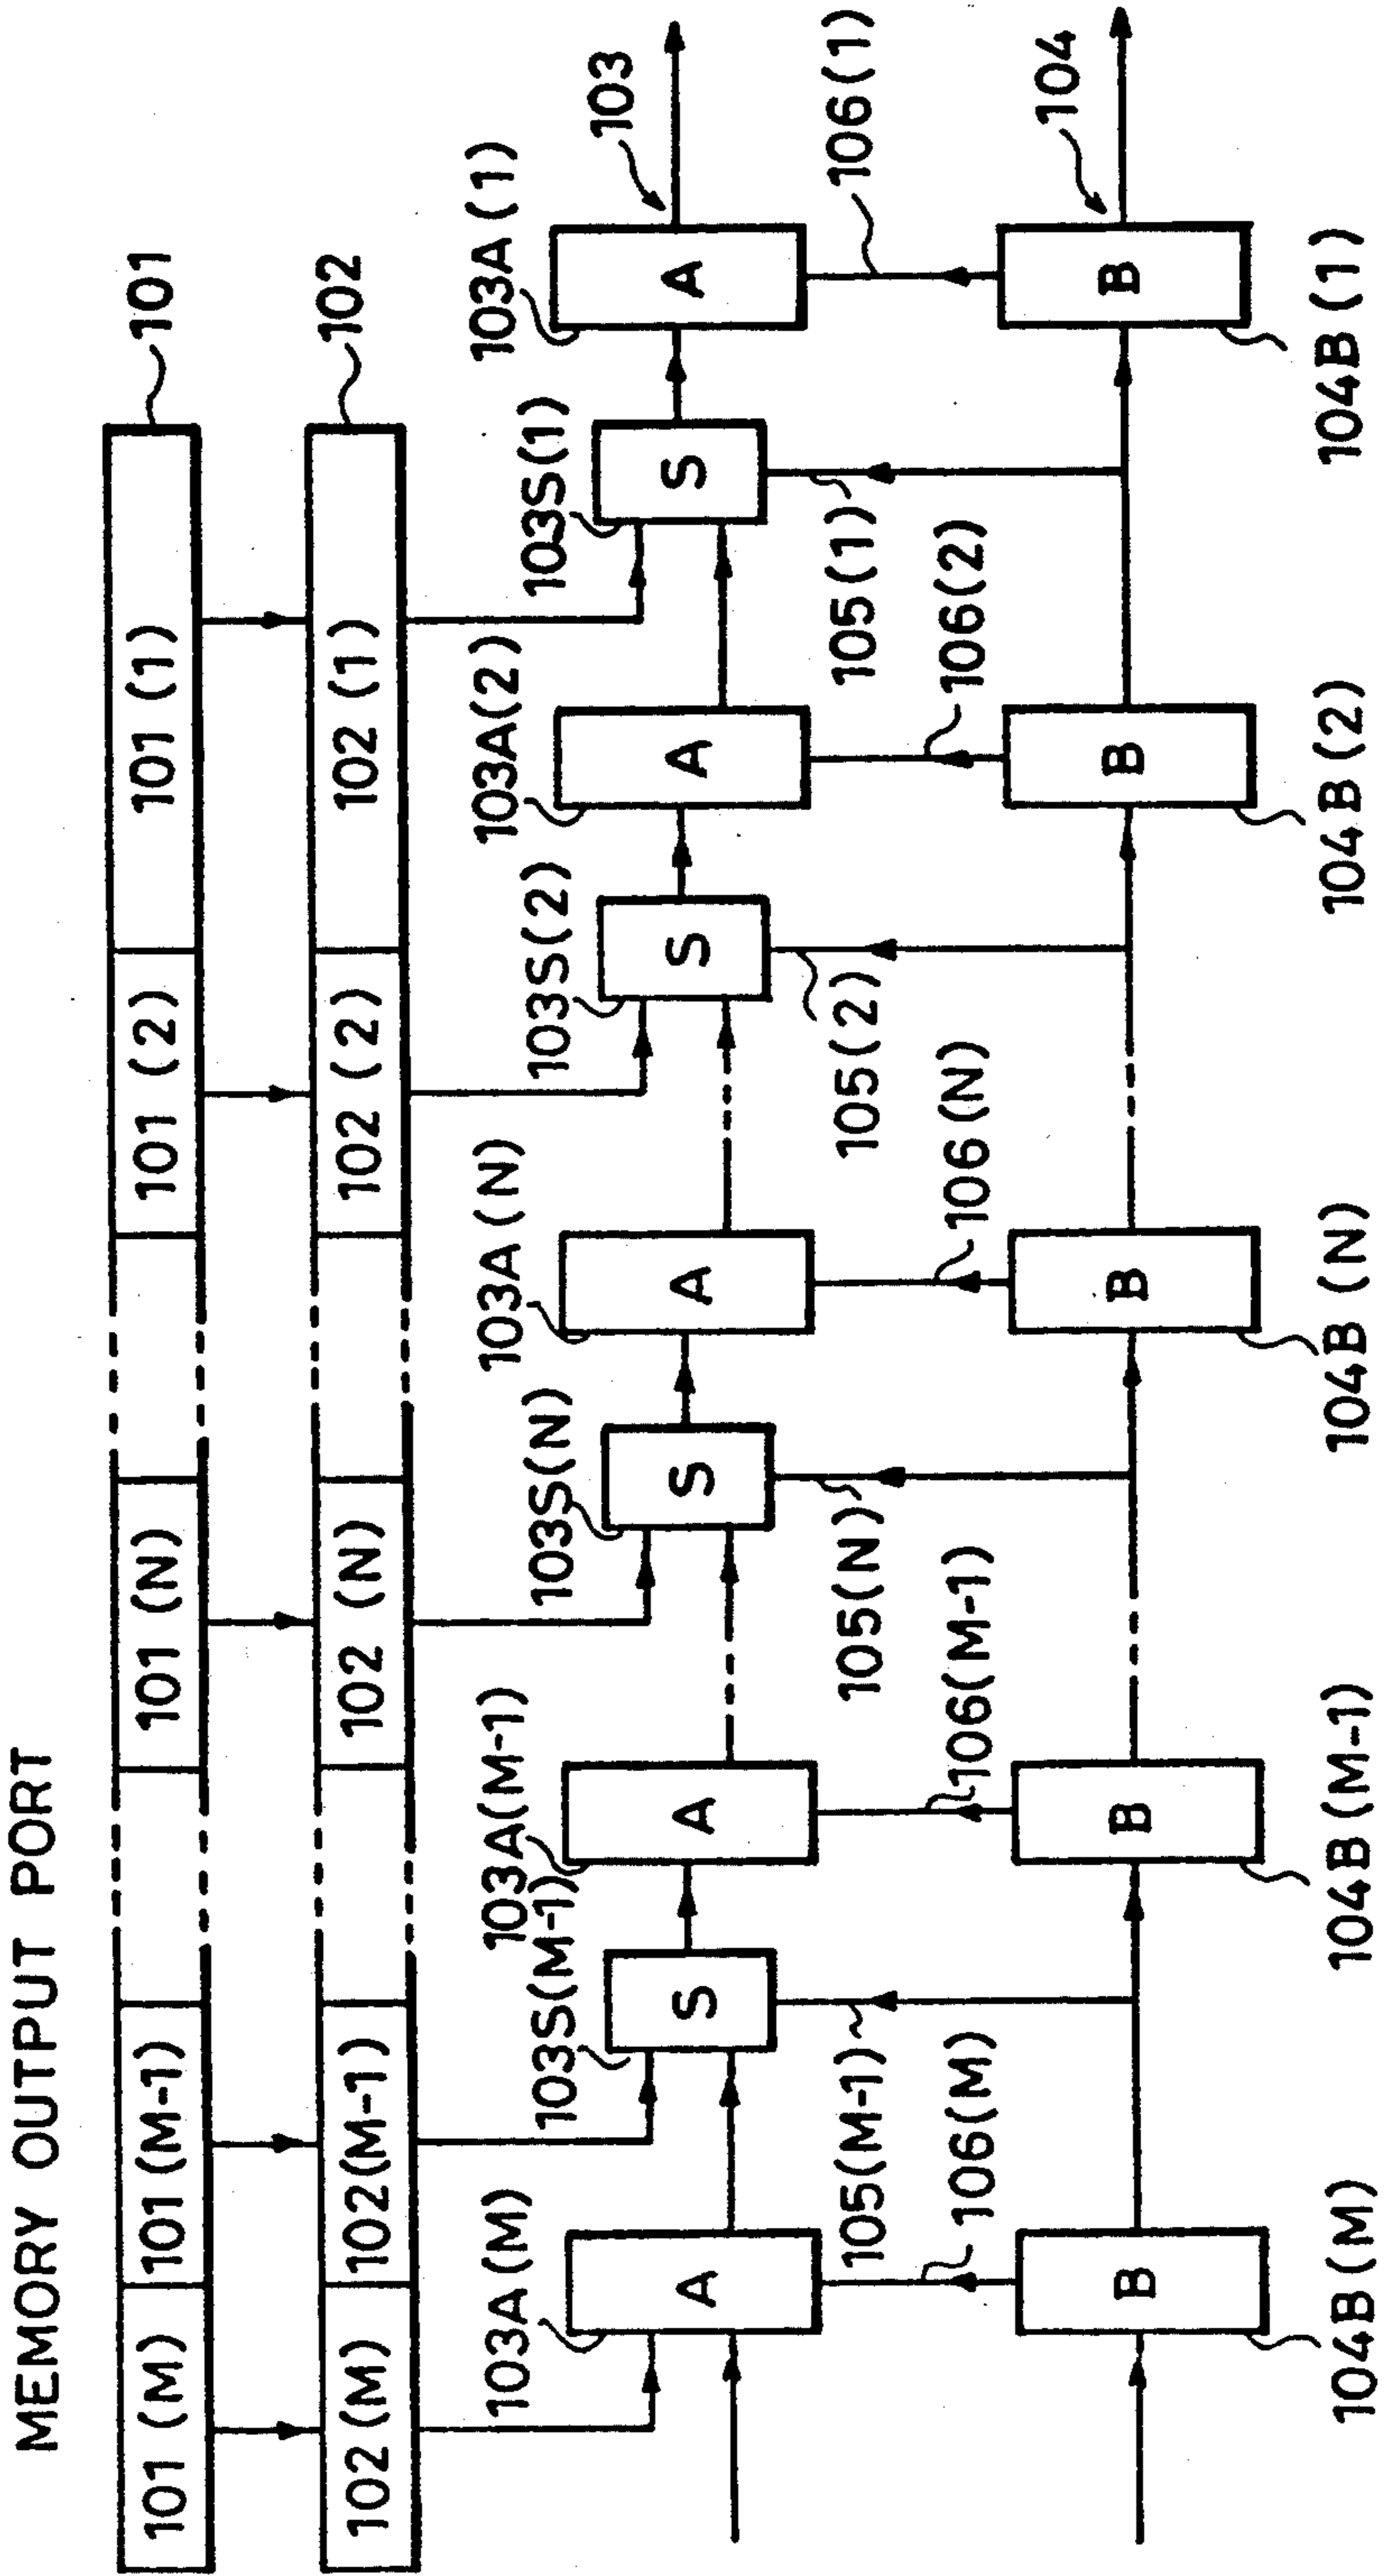 MEMORY OUTPUT PORT
101 (M)
101 (M-1)
101 (N)
101 (2)
101 (1)
101
102 (M)
102 (M-1)
102 (N)
102 (2)
102 (1)
102
103A (M)
103S (M-1)
103A (M-1)
103S (N)
103A (N)
103S (2)
103A (2)
103S (1)
103A (1)
103
A
S
A
S
A
S
A
S
A
105 (M-1)
106 (M)
106 (M-1)
105 (N)
106 (N)
105 (2)
106 (2)
105 (1)
106 (1)
104
B
B
B
B
B
104B (M)
104B (M-1)
104B (N)
104B (2)
104B (1)